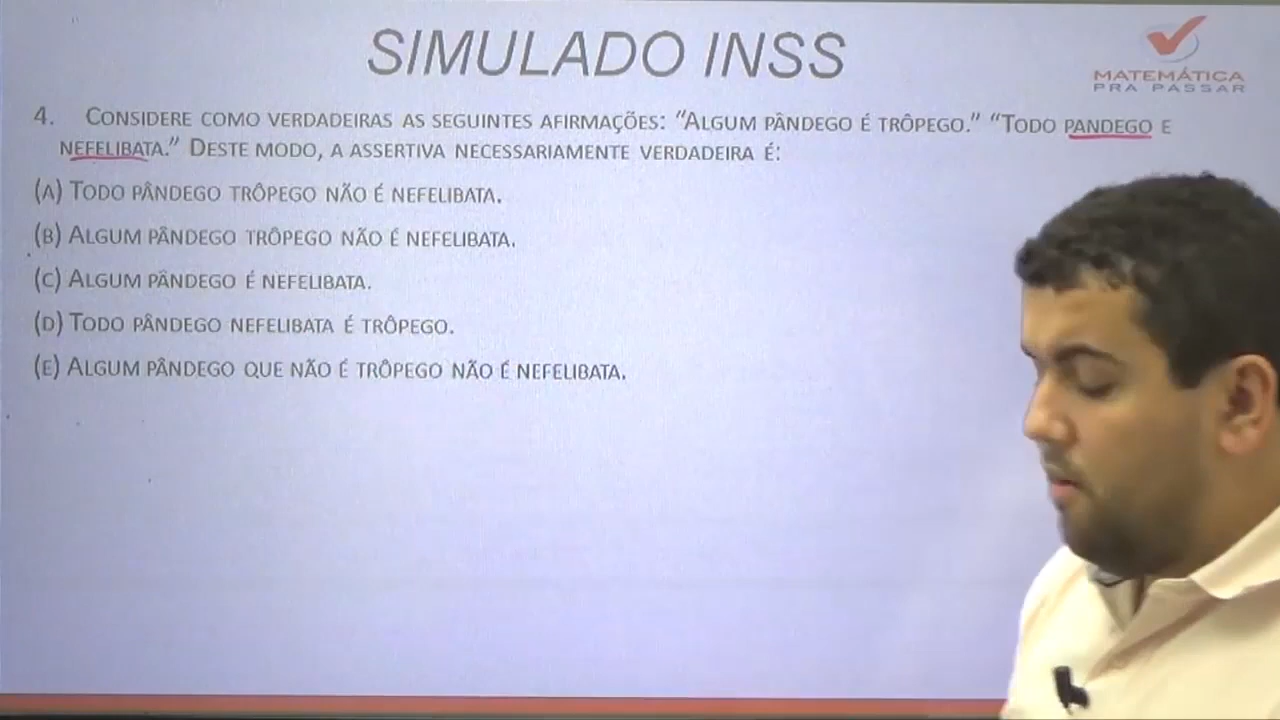 SIMULADO INSS
MATEMÁTICA
PRA PASSAR
4. CONSIDERE COMO VERDADEIRAS AS SEGUINTES AFIRMAÇÕES: "ALGUM PÂNDEGO É TRÔPEGO." "TODO PANDEGO E
NEFELIBATA." DESTE MODO, A ASSERTIVA NECESSARIAMENTE VERDADEIRA É:
(A) TODO PÂNDEGO TRÔPEGO NÃO É NEFELIBATA.
(B) ALGUM PÂNDEGO TRÔPEGO NÃO É NEFELIBATA.
(C) ALGUM PÂNDEGO É NEFELIBATA.
(D) TODO PÂNDEGO NEFELIBATA É TRÔPEGO.
(E) ALGUM PÂNDEGO QUE NÃO É TRÔPEGO NÃO É NEFELIBATA.